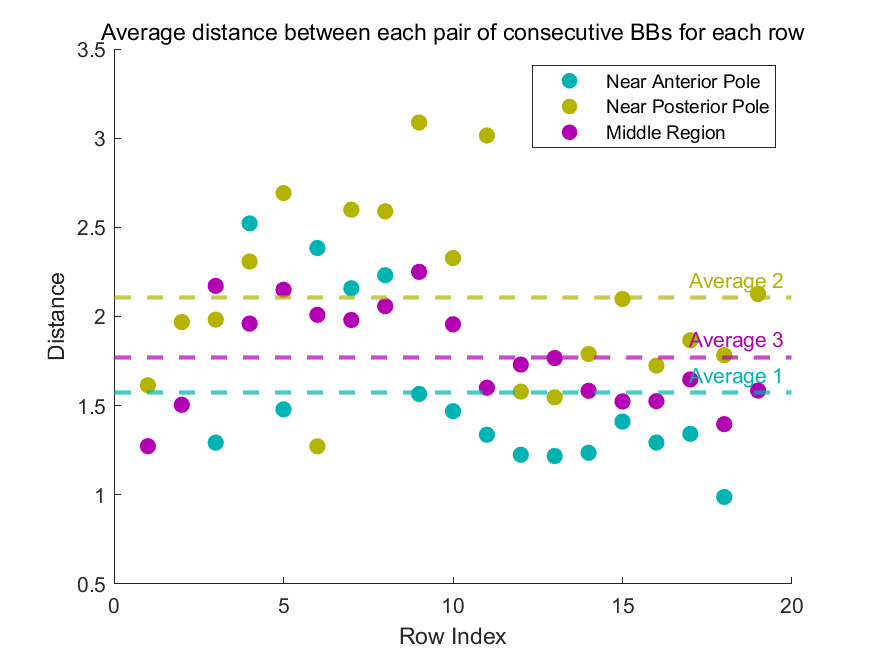 Average distance between each pair of consecutive BBs for each row
3.5
3
2.5
2
1.5
1
0.5
Distance
Near Anterior Pole
Near Posterior Pole
Middle Region
Average 2
Average 3
Average 1
0
5
10
15
20
Row Index